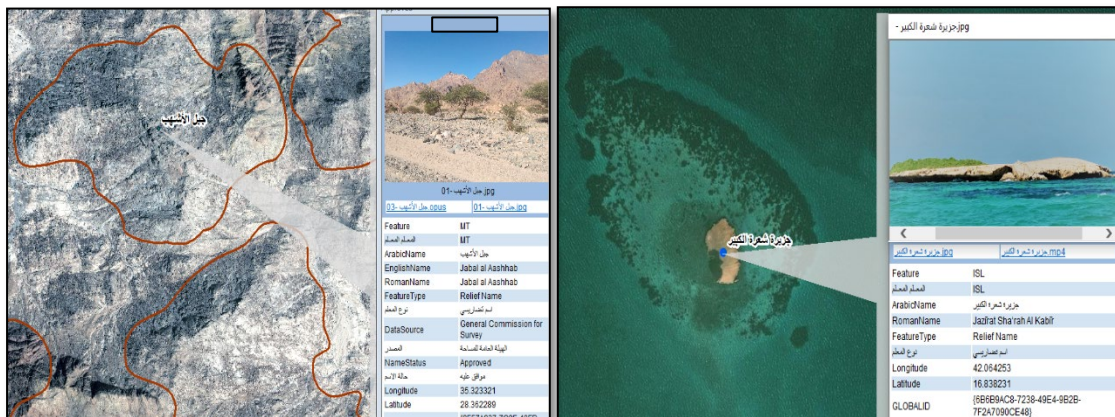 جبل الأشهب
جبل الأشهب -01.jpg
جبل الأشهب -03.opus
جبل الأشهب -01.jpg
Feature MT
المعلم المعلم MT
ArabicName جبل الأشهب
EnglishName Jabal al Aashhab
RomanName Jabal al Aashhab
FeatureType Relief Name
نوع المعلم اسم تضاريسي
DataSource General Commission for
Survey
المصدر الهيئة العامة للمساحة
NameStatus Approved
حالة الاسم موافق عليه
Longitude 35.323321
Latitude 28.362289
جزيرة شعرة الكبير
جزيرة شعرة الكبير.jpg -
جزيرة شعرة الكبير.jpg
جزيرة شعرة الكبير.mp4
Feature ISL
المعلم المعلم ISL
ArabicName جزيرة شعرة الكبير
RomanName Jazīrat Sha'rah Al Kabīr
FeatureType Relief Name
نوع المعلم اسم تضاريسي
Longitude 42.064253
Latitude 16.838231
GLOBALID {6B6B9AC8-7238-49E4-9B2B-
7F2A7090CE48}